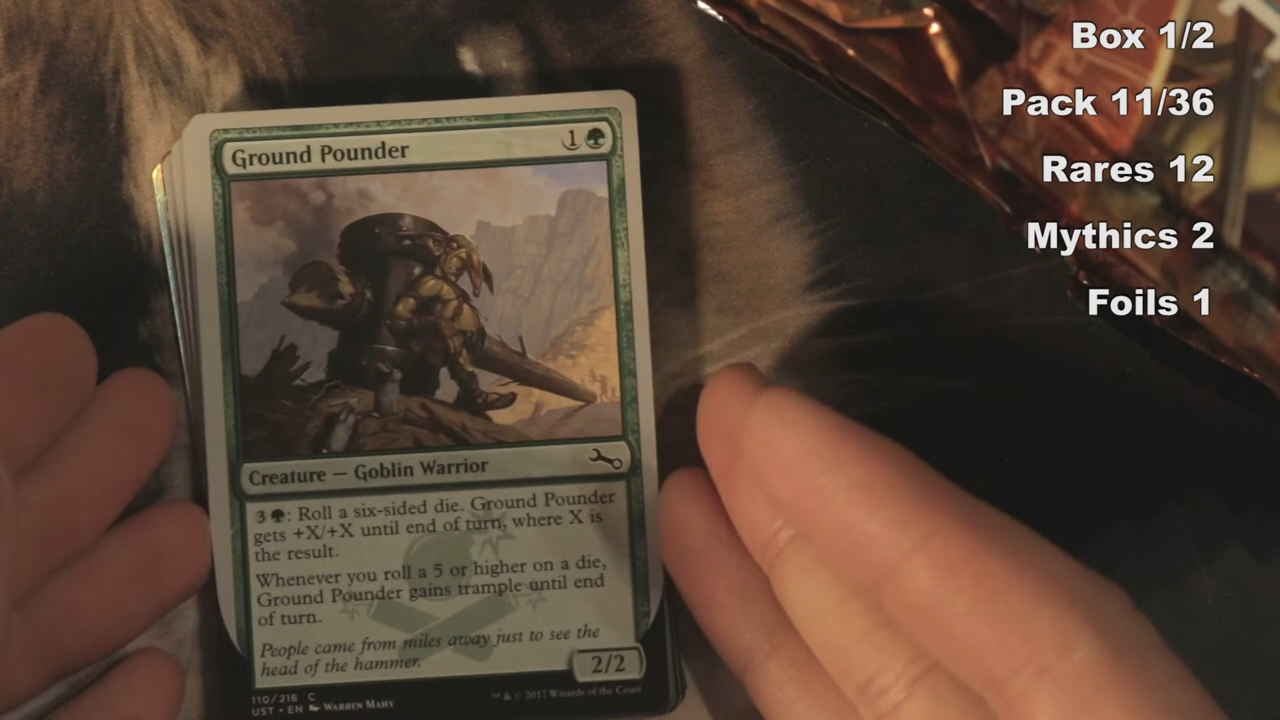 Box 1/2
Pack 11/36
Rares 12
Mythics 2
Foils 1
Ground Pounder 1
Creature — Goblin Warrior
3 : Roll a six-sided die. Ground Pounder
gets +X/+X until end of turn, where X is
the result.
Whenever you roll a 5 or higher on a die,
Ground Pounder gains trample until end
of turn.
People came from miles away just to see the
head of the hammer.
2/2
110/216 C
UST • EN Warren Mahy
™ & © 2017 Wizards of the Coast